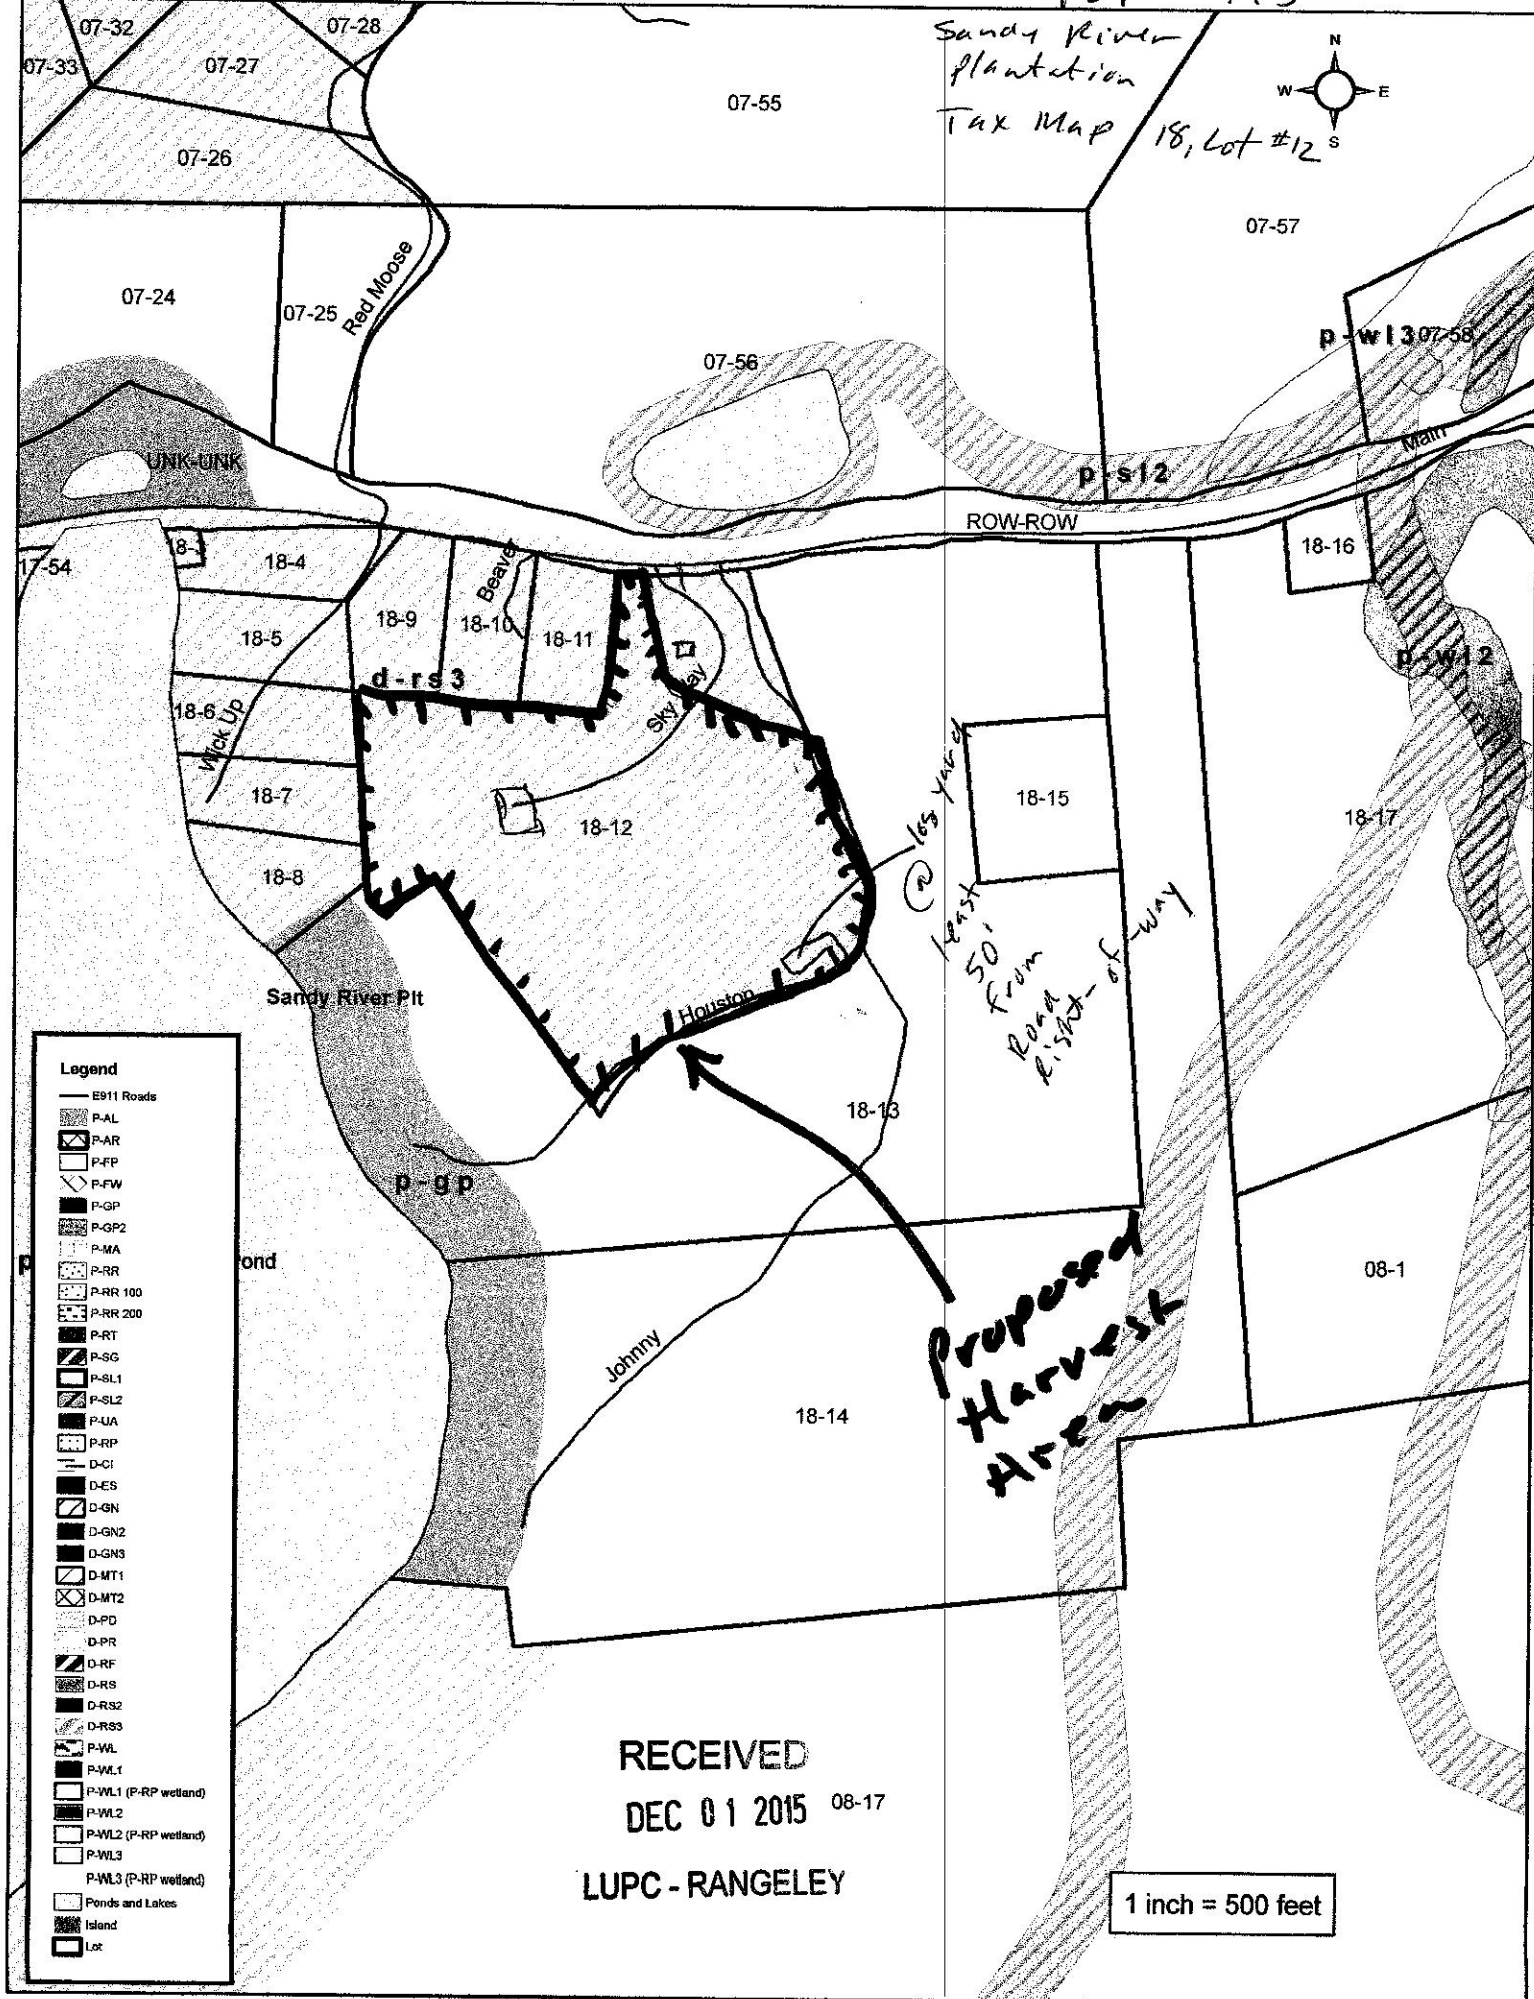 Sandy River
Plantation
Tax Map 18, Lot #12
N
W E
S
07-32
07-28
07-33
07-27
07-55
07-26
07-57
07-24
07-25
Red Moose
07-56
p-wl3
07-58
UNK-UNK
Main
p-sl2
ROW-ROW
17-54
18-4
Beaver
18-16
18-5
18-9
18-10
18-11
d-rs3
p-wl2
18-6
Wick Up
Sky Way
18-7
18-12
18-15
18-17
18-8
log yard
@
least
50'
From
Road
Right-of-way
Sandy River Plt
Houston
18-13
p-gp
Pond
08-1
Johnny
18-14
Proposed
Harvest
Area
Legend
E911 Roads
P-AL
P-AR
P-FP
P-FW
P-GP
P-GP2
P-MA
P-RR
P-RR 100
P-RR 200
P-RT
P-SG
P-SL1
P-SL2
P-UA
P-RP
D-CI
D-ES
D-GN
D-GN2
D-GN3
D-MT1
D-MT2
D-PD
D-PR
D-RF
D-RS
D-RS2
D-RS3
P-WL
P-WL1
P-WL1 (P-RP wetland)
P-WL2
P-WL2 (P-RP wetland)
P-WL3
P-WL3 (P-RP wetland)
Ponds and Lakes
Island
Lot
RECEIVED
DEC 01 2015
08-17
LUPC - RANGELEY
1 inch = 500 feet